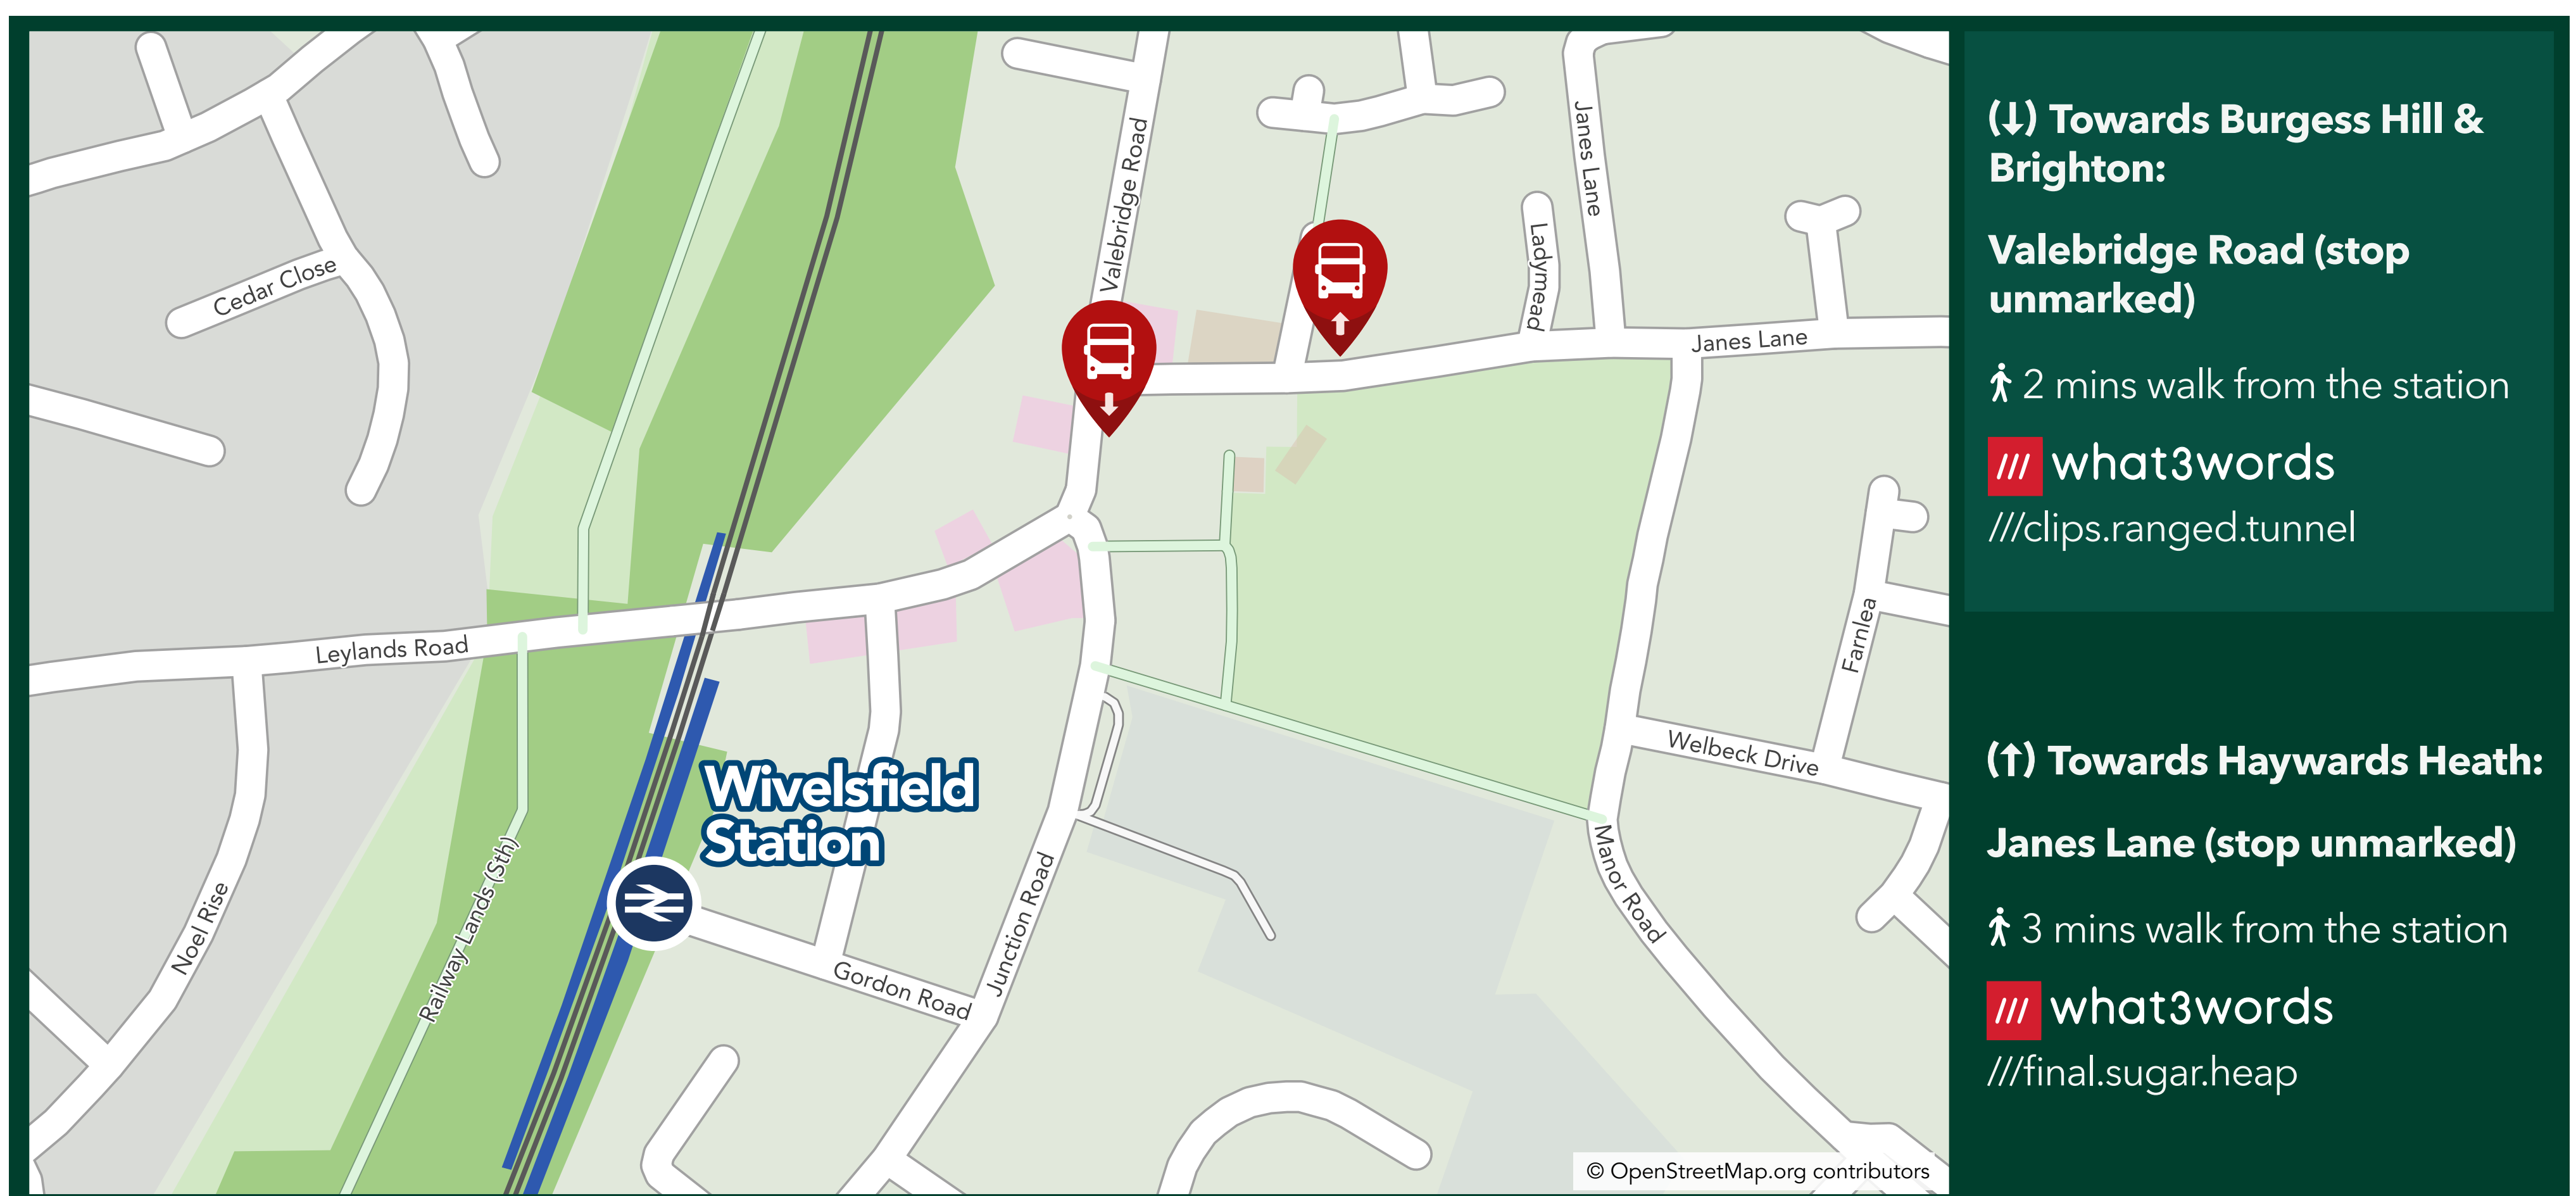 Valebridge Road
Janes Lane
Ladymead
Cedar Close
Janes Lane
Leylands Road
Farnlea
Welbeck Drive
Wivelsfield
Station
Noel Rise
Railway Lands (Sth)
Junction Road
Manor Road
Gordon Road
© OpenStreetMap.org contributors
(↓) Towards Burgess Hill &
Brighton:
Valebridge Road (stop
unmarked)
2 mins walk from the station
/// what3words
///clips.ranged.tunnel
(↑) Towards Haywards Heath:
Janes Lane (stop unmarked)
3 mins walk from the station
/// what3words
///final.sugar.heap